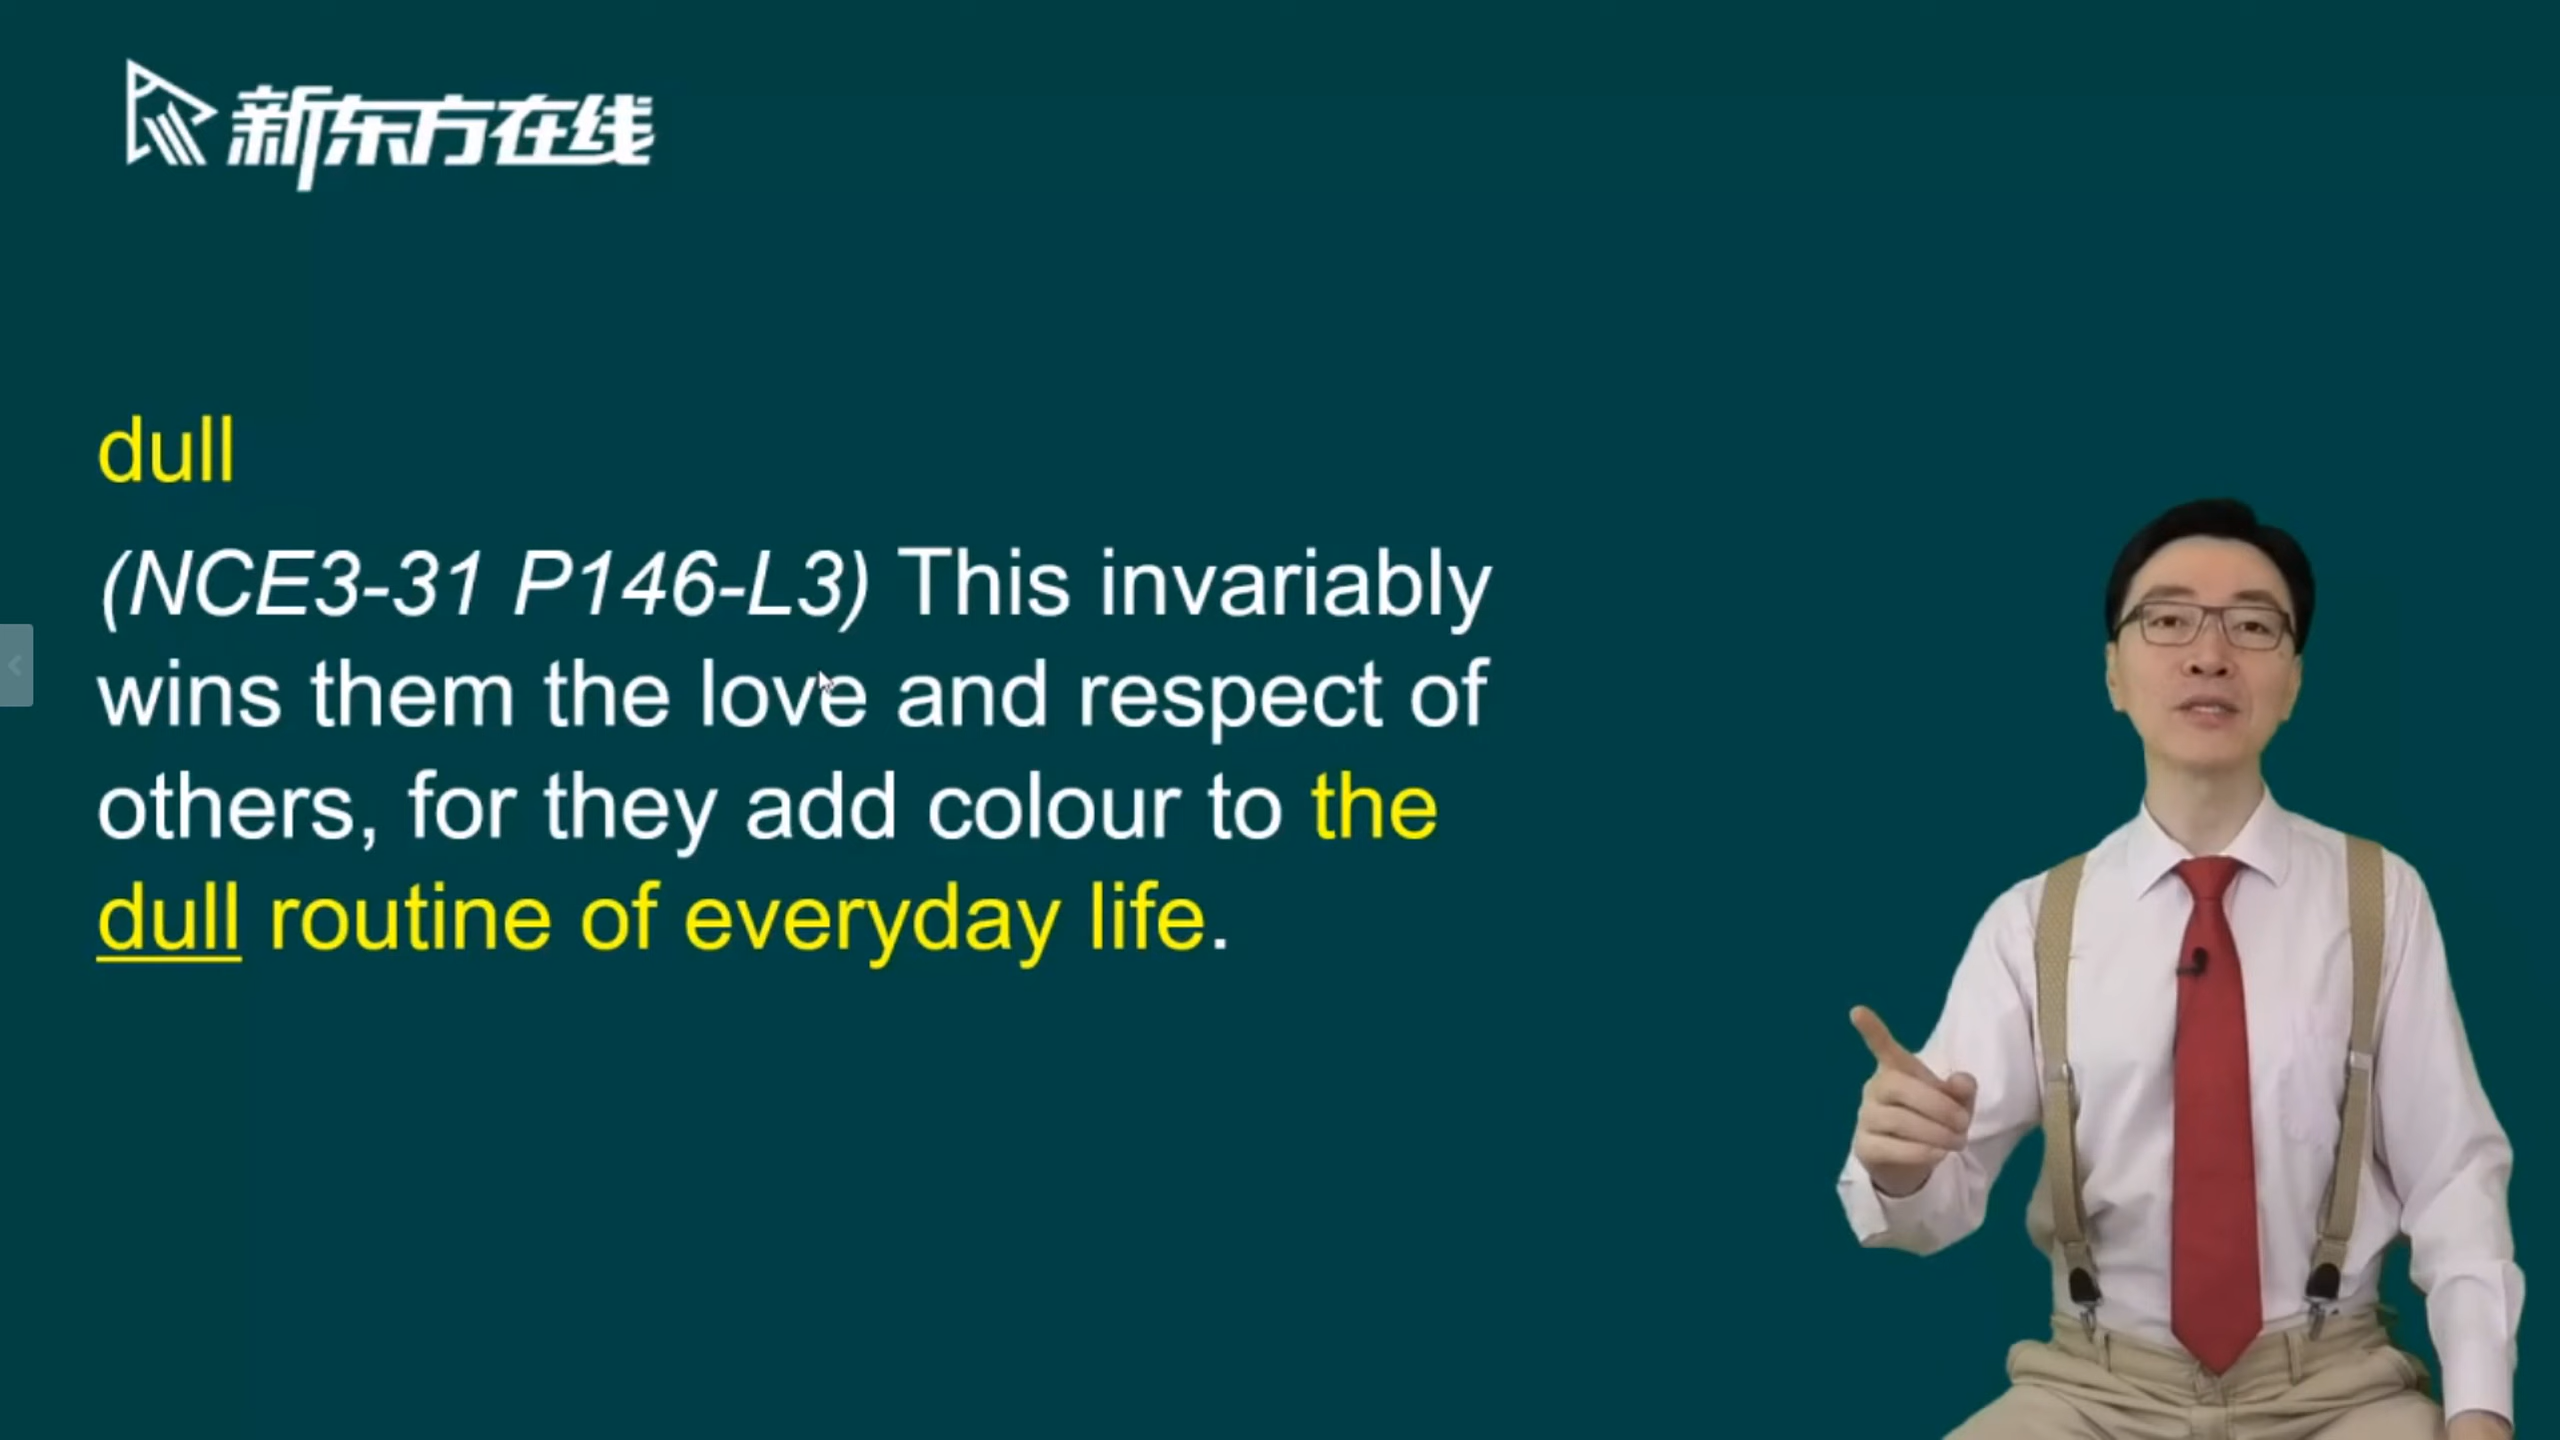 新东方在线
dull
(NCE3-31 P146-L3) This invariably
wins them the love and respect of
others, for they add colour to the
dull routine of everyday life.